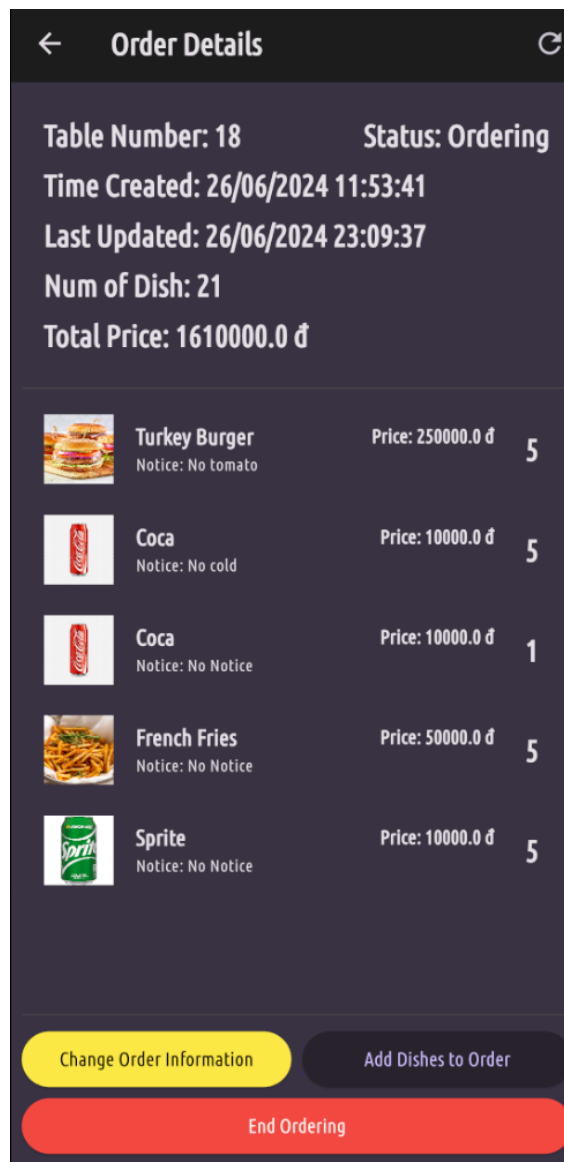 Order Details
Table Number: 18 Status: Ordering
Time Created: 26/06/2024 11:53:41
Last Updated: 26/06/2024 23:09:37
Num of Dish: 21
Total Price: 1610000.0 đ
Turkey Burger Price: 250000.0 đ 5
Notice: No tomato
Coca Price: 10000.0 đ 5
Notice: No cold
Coca Price: 10000.0 đ 1
Notice: No Notice
French Fries Price: 50000.0 đ 5
Notice: No Notice
Sprite Price: 10000.0 đ 5
Notice: No Notice
Change Order Information Add Dishes to Order
End Ordering